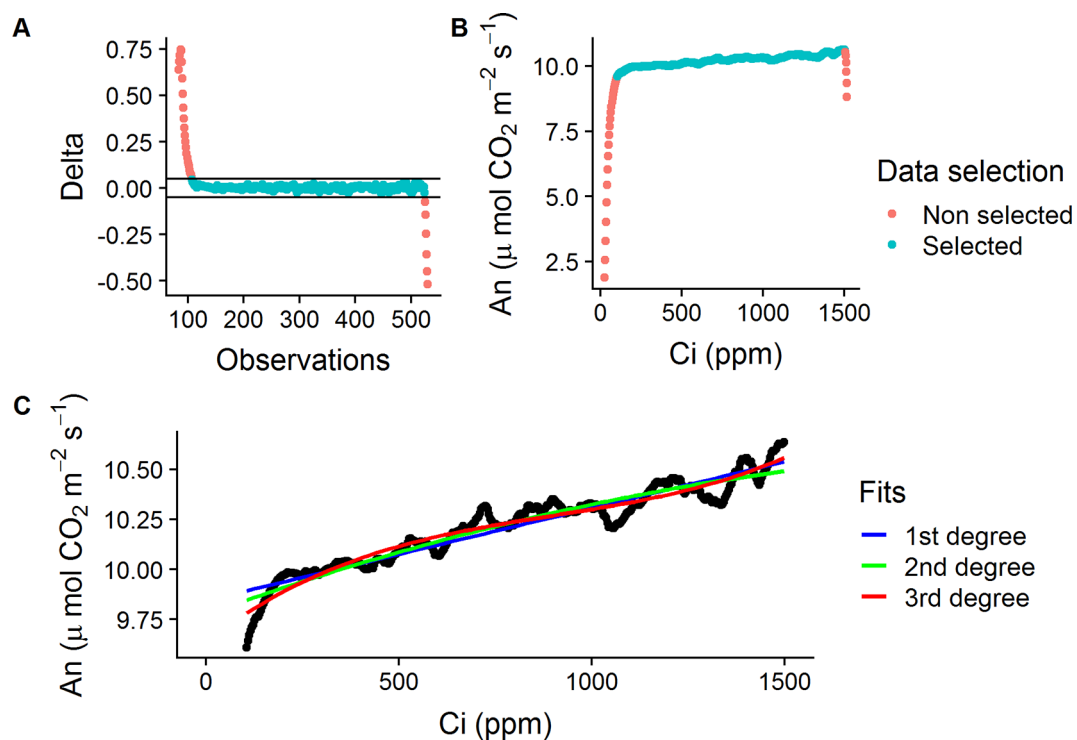 A
Delta
0.75
0.50
0.25
0.00
-0.25
-0.50
100 200 300 400 500
Observations
B
An (μ mol CO₂ m⁻² s⁻¹)
10.0
7.5
5.0
2.5
0 500 1000 1500
Ci (ppm)
Data selection
Non selected
Selected
C
An (μ mol CO₂ m⁻² s⁻¹)
10.50
10.25
10.00
9.75
0 500 1000 1500
Ci (ppm)
Fits
1st degree
2nd degree
3rd degree